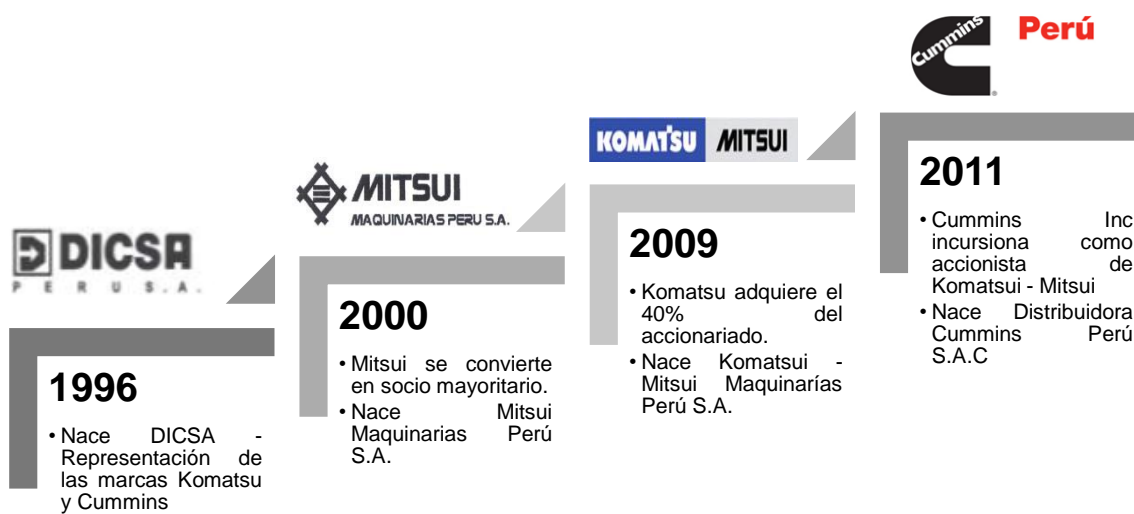 DICSA
PERU S.A.
1996
• Nace DICSA -
Representación de
las marcas Komatsu
y Cummins
MITSUI
MAQUINARIAS PERU S.A.
2000
• Mitsui se convierte
en socio mayoritario.
• Nace Mitsui
Maquinarias Perú
S.A.
KOMATSU MITSUI
2009
• Komatsu adquiere el
40% del
accionariado.
• Nace Komatsui -
Mitsui Maquinarías
Perú S.A.
Cummins Perú
2011
• Cummins Inc
incursiona como
accionista de
Komatsui - Mitsui
• Nace Distribuidora
Cummins Perú
S.A.C